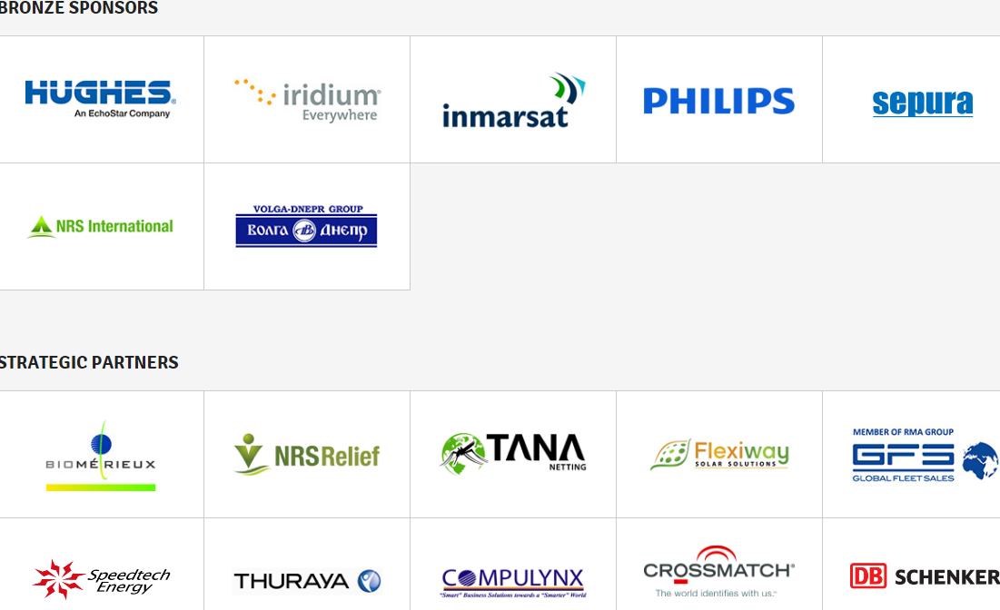 BRONZE SPONSORS
HUGHES®
An EchoStar Company
iridium®
Everywhere
inmarsat
PHILIPS
sepura
NRS International
VOLGA-DNEPR GROUP
Волга Днепр
STRATEGIC PARTNERS
BIOMÉRIEUX
NRSRelief
TANA
NETTING
Flexiway
SOLAR SOLUTIONS
MEMBER OF RMA GROUP
GFS
GLOBAL FLEET SALES
Speedtech
Energy
THURAYA
COMPULYNX
"Smart" Business Solutions towards a "Smarter" World
CROSSMATCH®
The world identifies with us.™
DB SCHENKER